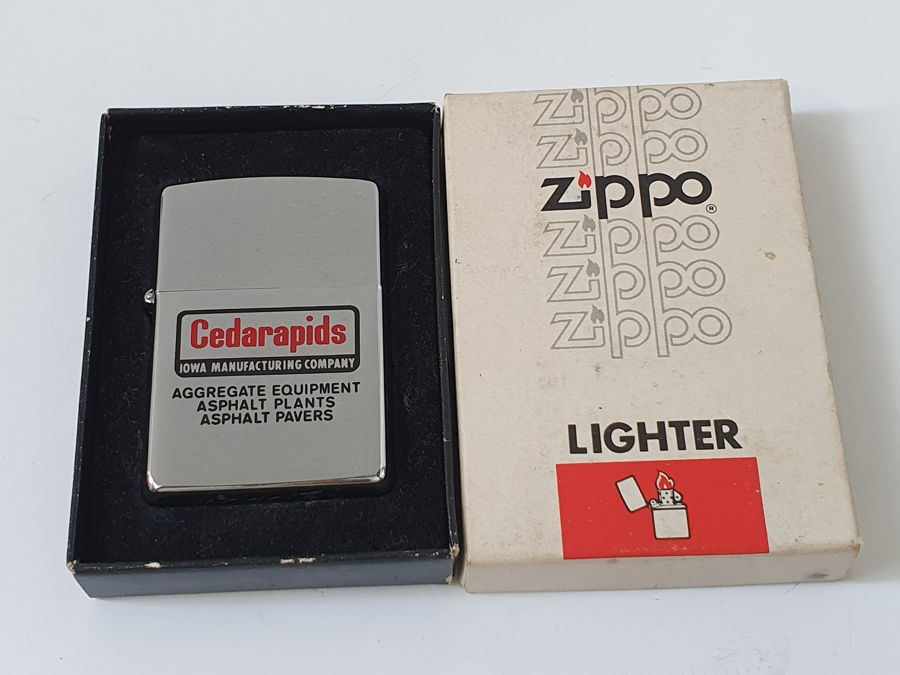 Cedarapids
IOWA MANUFACTURING COMPANY
AGGREGATE EQUIPMENT
ASPHALT PLANTS
ASPHALT PAVERS
zippo
zippo
zippo®
zippo
zippo
zippo
LIGHTER